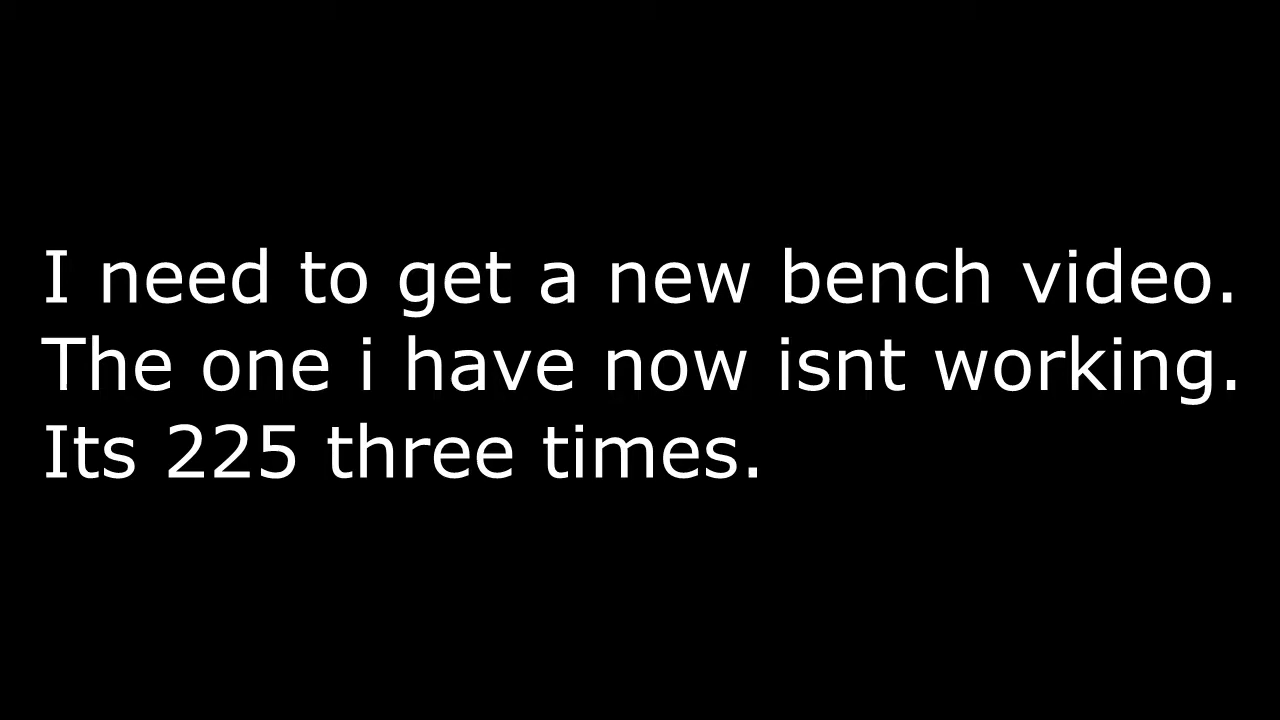 I need to get a new bench video.
The one i have now isnt working.
Its 225 three times.